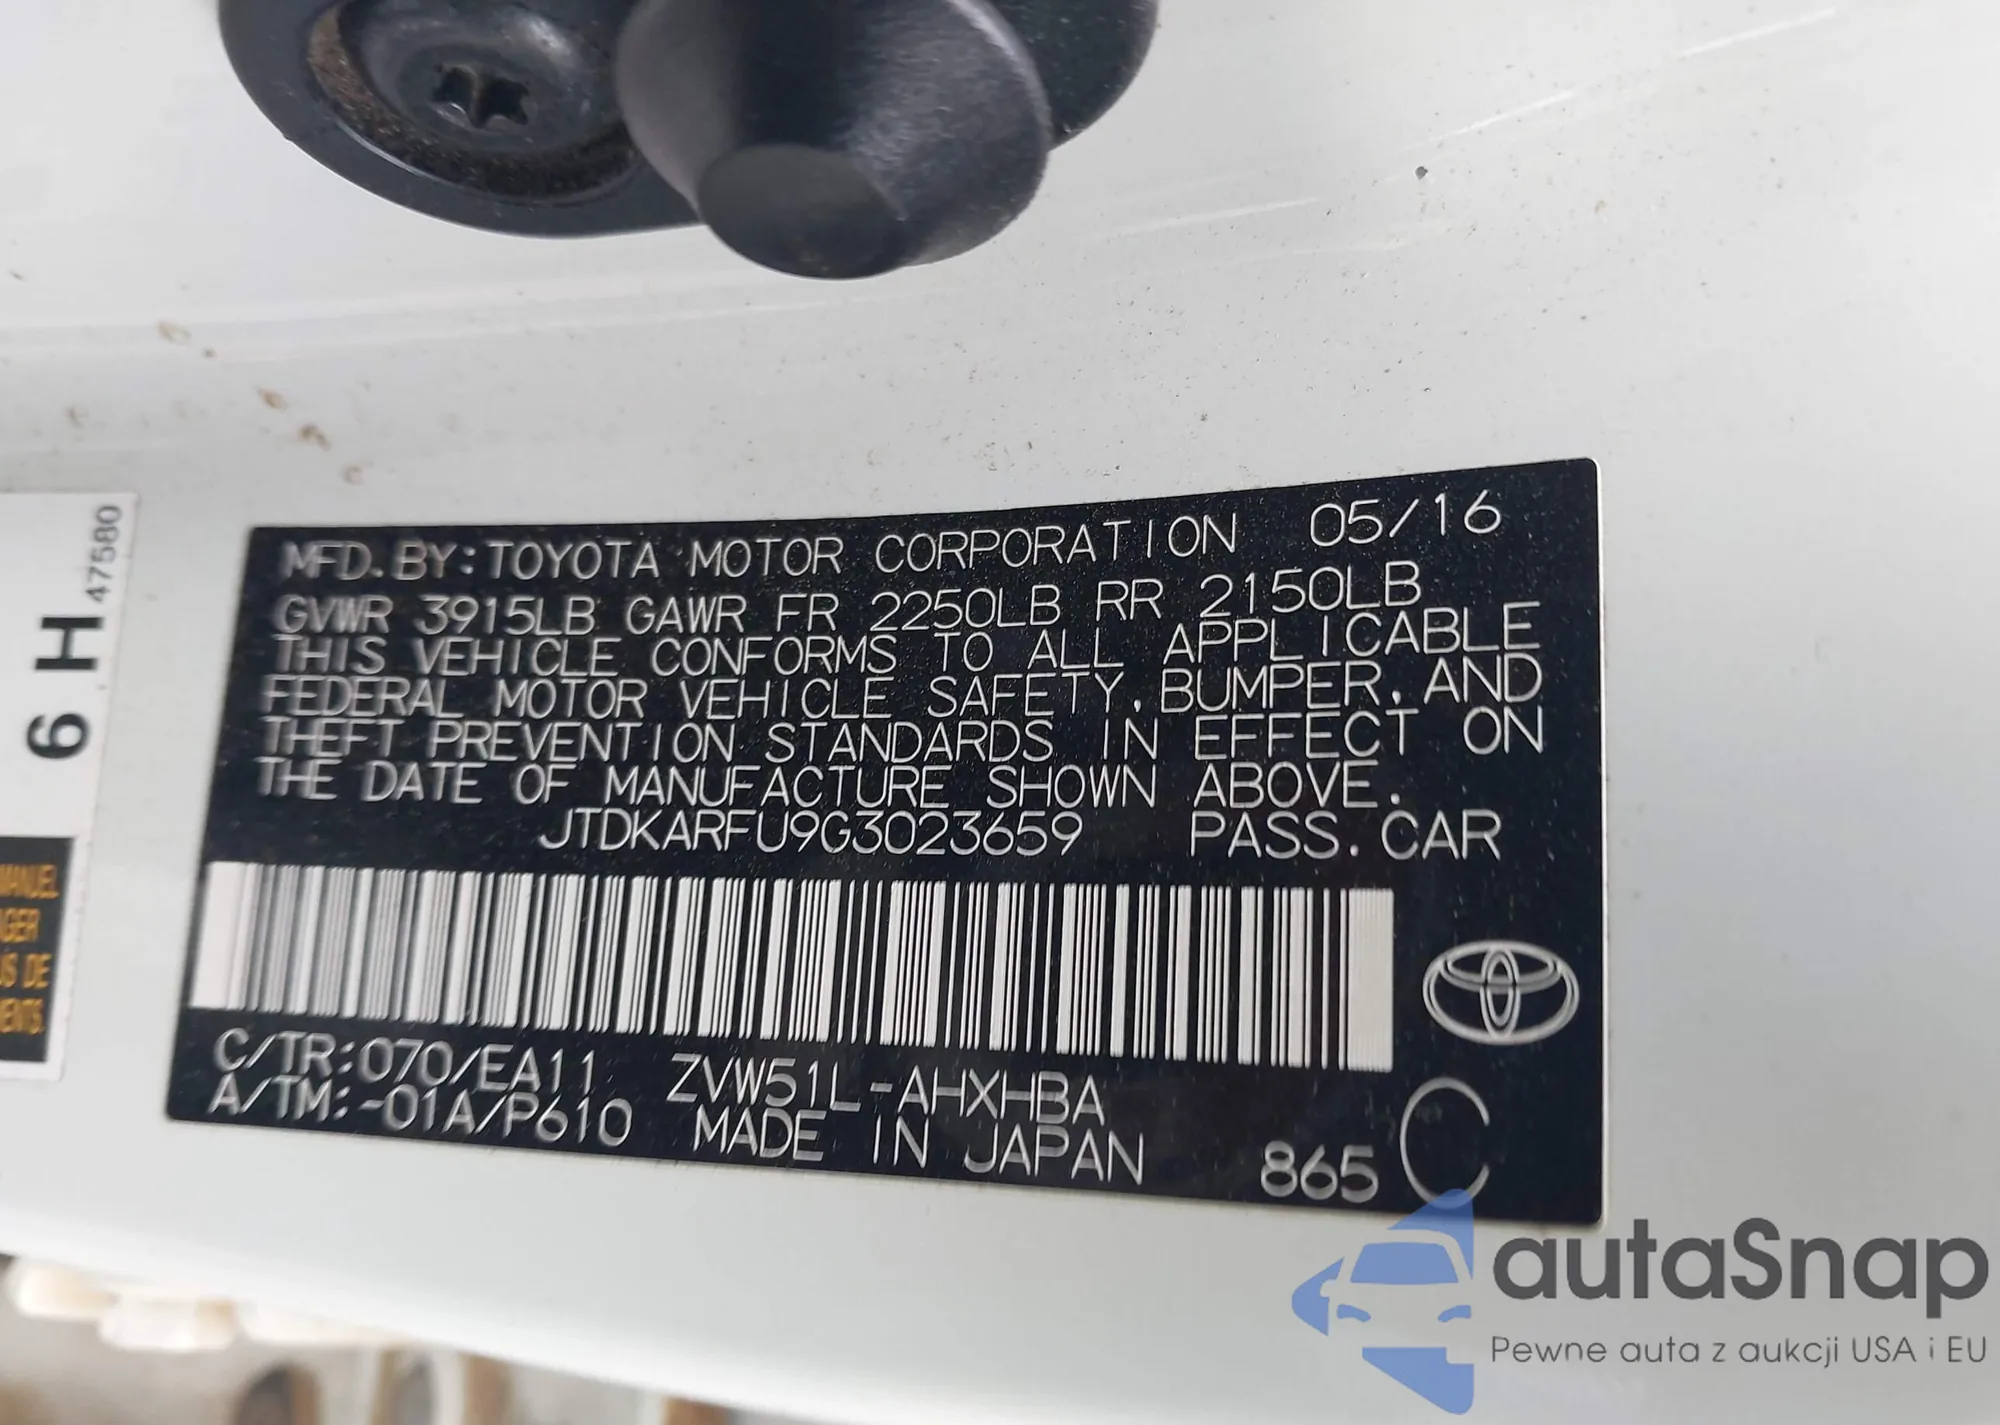 MFD. BY: TOYOTA MOTOR CORPORATION 05/16
GVWR 3915LB GAWR FR 2250LB RR 2150LB
THIS VEHICLE CONFORMS TO ALL APPLICABLE
FEDERAL MOTOR VEHICLE SAFETY, BUMPER, AND
THEFT PREVENTION STANDARDS IN EFFECT ON
THE DATE OF MANUFACTURE SHOWN ABOVE.
JTDKARFU9G3023659 PASS. CAR
C/TR:070/EA11 ZVW51L-AHXHBA
A/TM:-01A/P610 MADE IN JAPAN 865 C
6 H 47580
MANUEL
US DE
autaSnap
Pewne auta z aukcji USA i EU